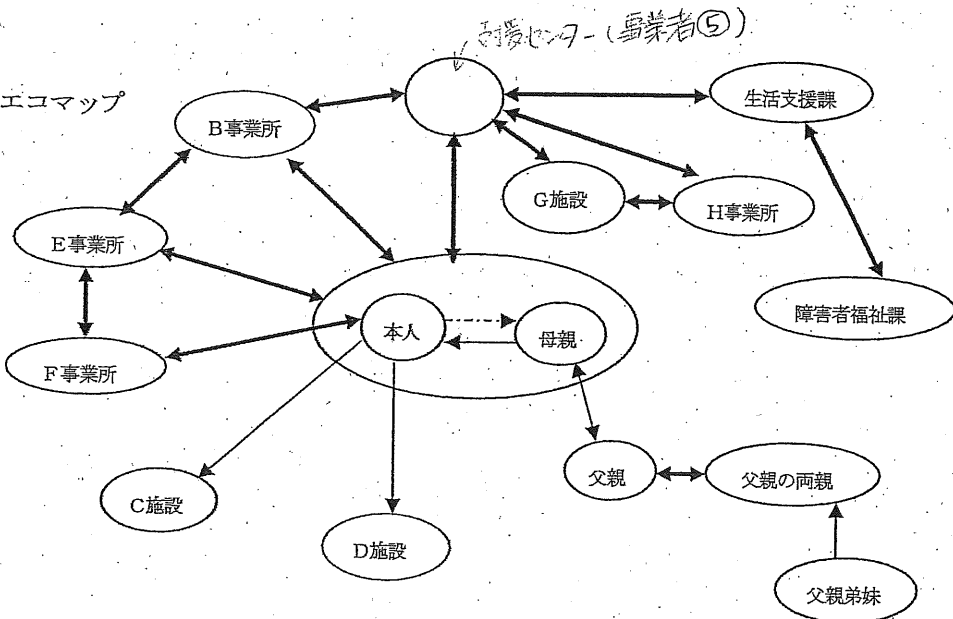 支援センター(事業者⑤)
エコマップ
B事業所
生活支援課
G施設
H事業所
E事業所
障害者福祉課
本人
母親
F事業所
父親
父親の両親
C施設
D施設
父親弟妹